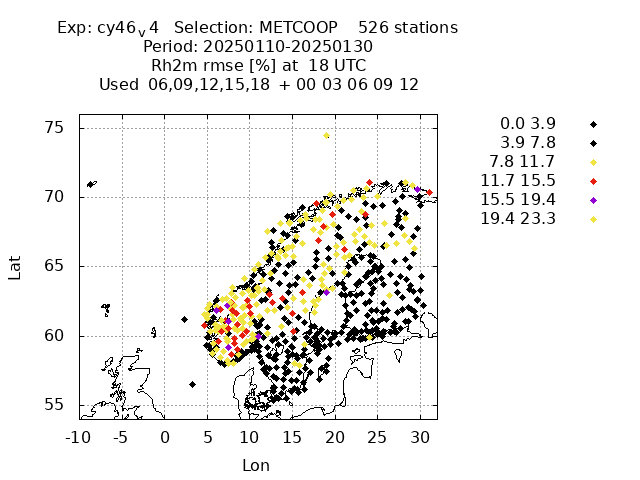 Exp: cy46v4 Selection: METCOOP 526 stations
Period: 20250110-20250130
Rh2m rmse [%] at 18 UTC
Used 06,09,12,15,18 + 00 03 06 09 12
0.0 3.9
3.9 7.8
7.8 11.7
11.7 15.5
15.5 19.4
19.4 23.3
75
70
65
60
55
Lat
-10 -5 0 5 10 15 20 25 30
Lon